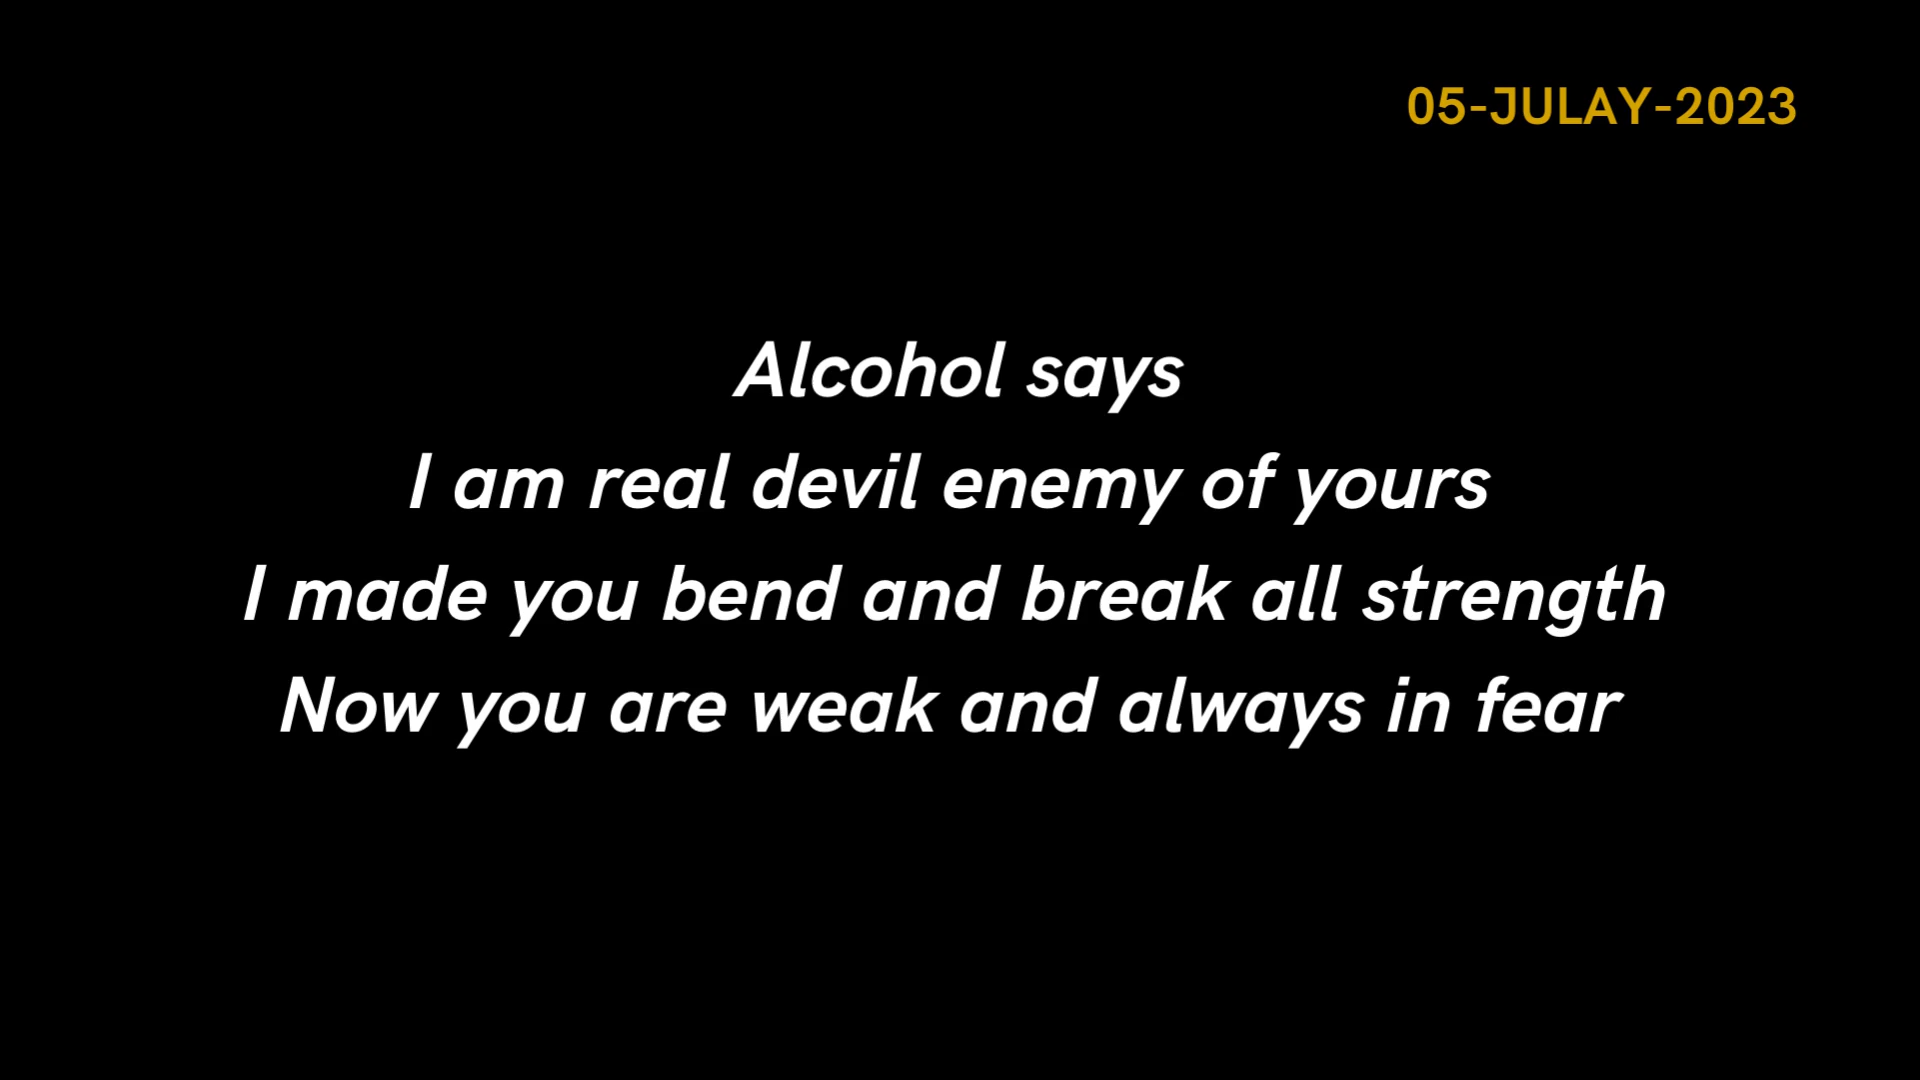 05-JULAY-2023
Alcohol says
I am real devil enemy of yours
I made you bend and break all strength
Now you are weak and always in fear